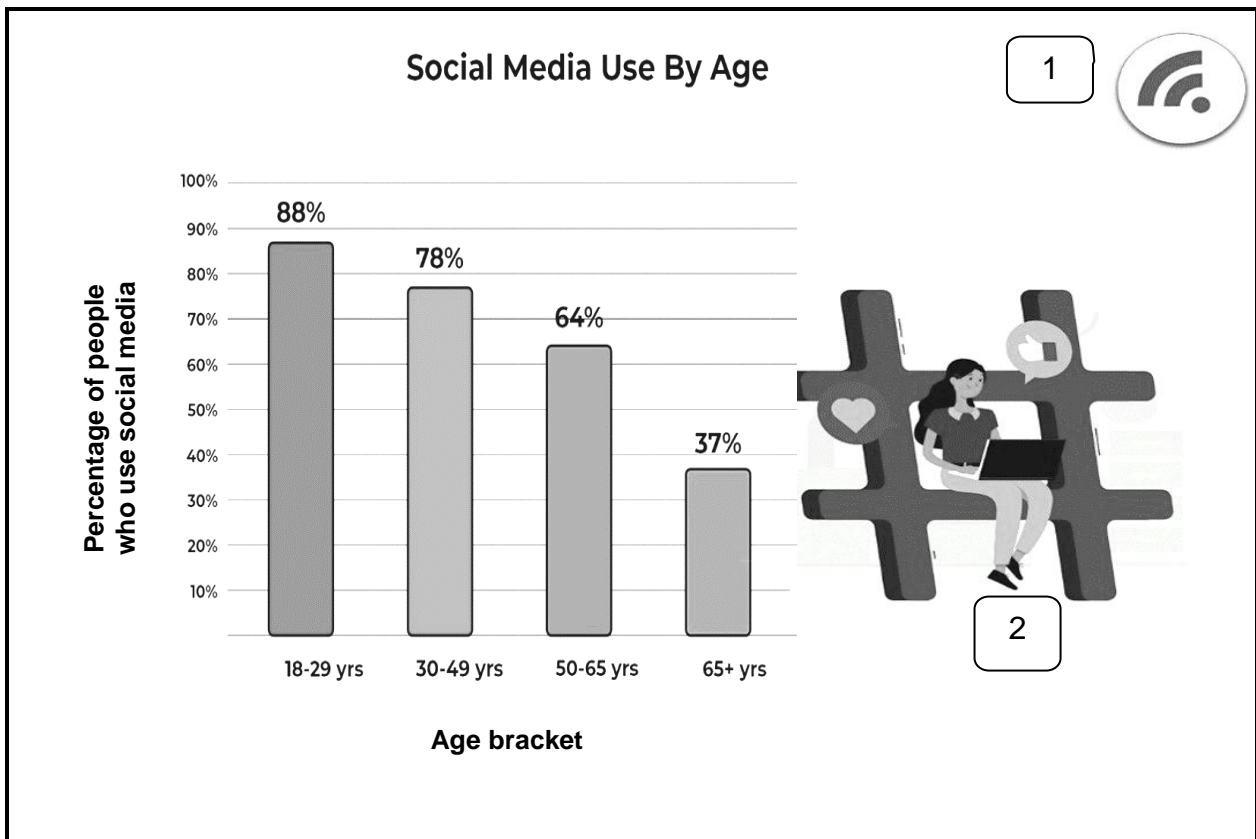 Social Media Use By Age
1
100%
90%
80%
70%
60%
50%
40%
30%
20%
10%
88%
78%
64%
37%
Percentage of people
who use social media
18-29 yrs
30-49 yrs
50-65 yrs
65+ yrs
Age bracket
2